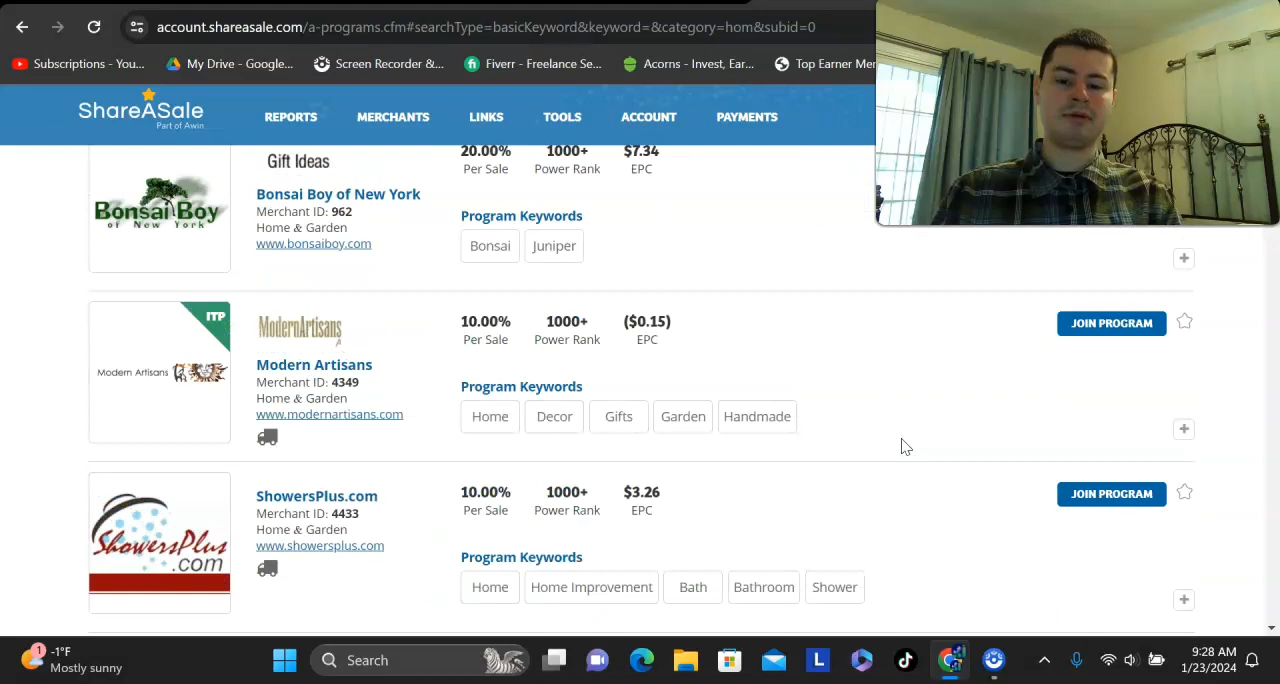 account.shareasale.com/a-programs.cfm#searchType=basicKeyword&keyword=&category=hom&subid=0
Subscriptions - You...
My Drive - Google...
Screen Recorder &...
Fiverr - Freelance Se...
Acorns - Invest, Ear...
Top Earner Mer
ShareASale
Part of Awin
REPORTS
MERCHANTS
LINKS
TOOLS
ACCOUNT
PAYMENTS
Bonsai Boy
of New York
Gift Ideas
Bonsai Boy of New York
Merchant ID: 962
Home & Garden
www.bonsaiboy.com
20.00%
Per Sale
1000+
Power Rank
$7.34
EPC
Program Keywords
Bonsai
Juniper
ITP
Modern Artisans
ModernArtisans
Modern Artisans
Merchant ID: 4349
Home & Garden
www.modernartisans.com
10.00%
Per Sale
1000+
Power Rank
($0.15)
EPC
Program Keywords
Home
Decor
Gifts
Garden
Handmade
JOIN PROGRAM
ShowersPlus
.com
ShowersPlus.com
Merchant ID: 4433
Home & Garden
www.showersplus.com
10.00%
Per Sale
1000+
Power Rank
$3.26
EPC
Program Keywords
Home
Home Improvement
Bath
Bathroom
Shower
JOIN PROGRAM
1
-1°F
Mostly sunny
Search
L
9:28 AM
1/23/2024